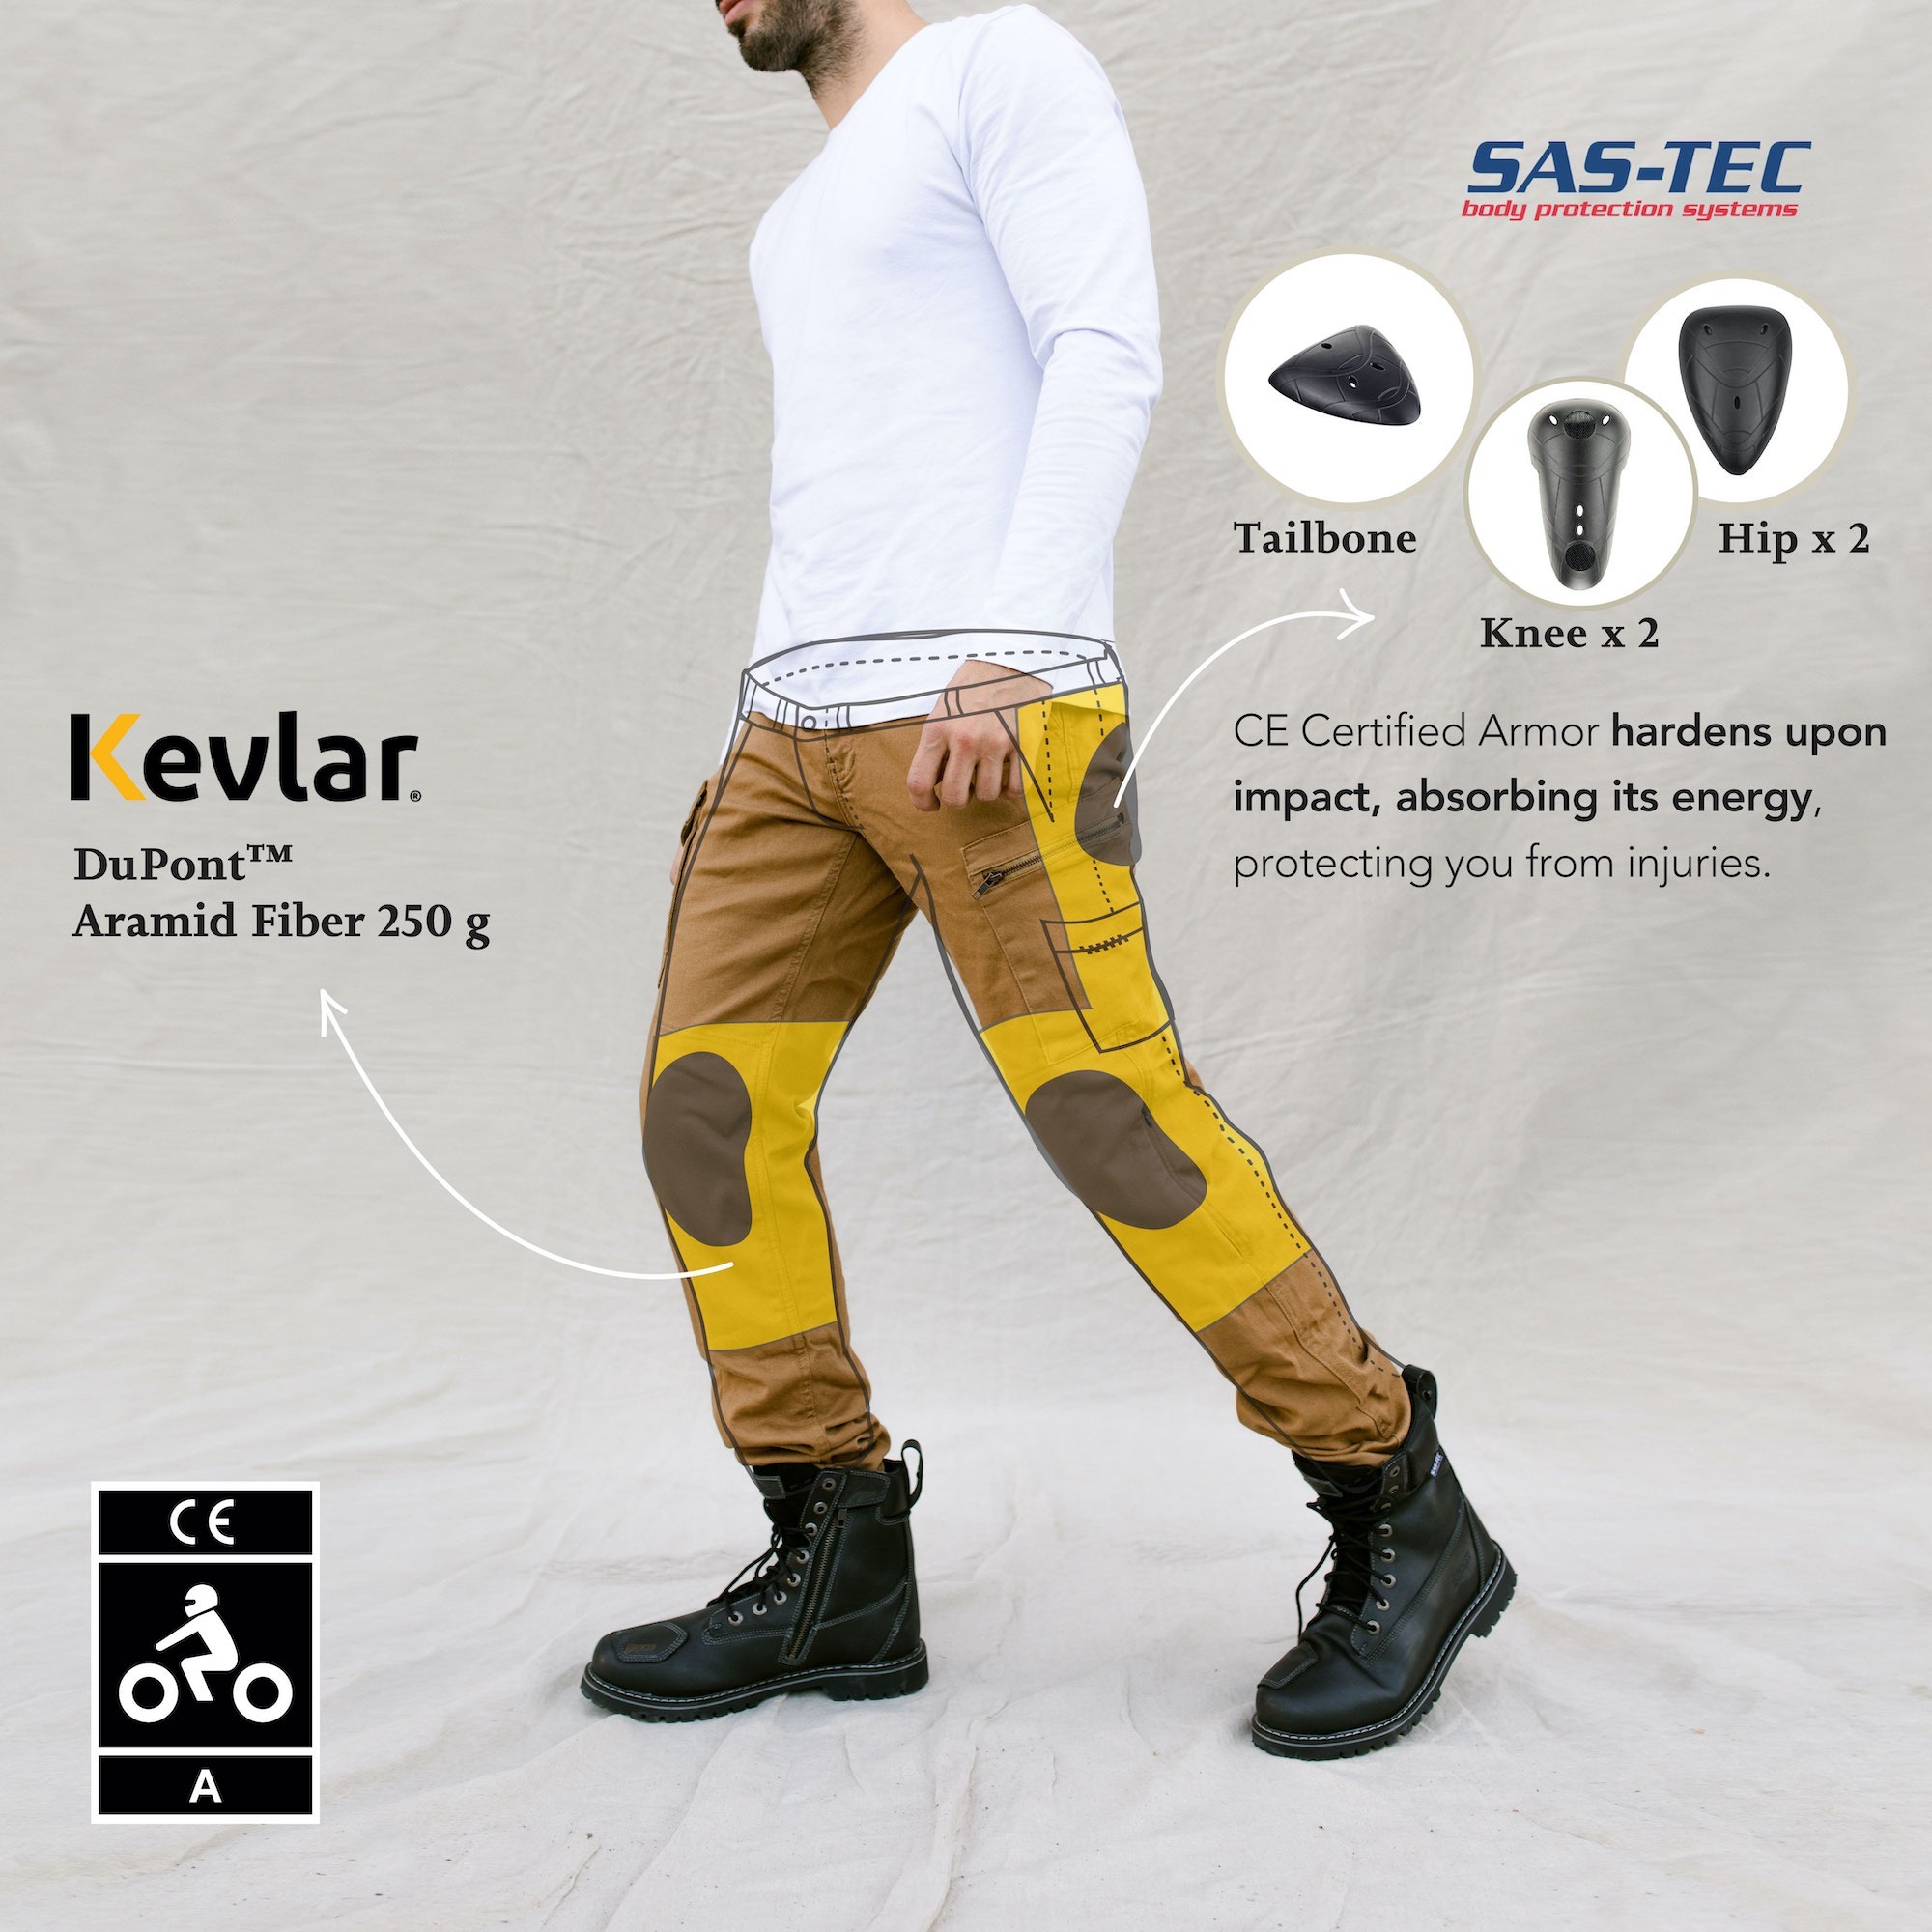 SAS-TEC
body protection systems
Tailbone
Hip x 2
Knee x 2
Kevlar®
DuPont™
Aramid Fiber 250 g
CE Certified Armor hardens upon
impact, absorbing its energy,
protecting you from injuries.
CE
A